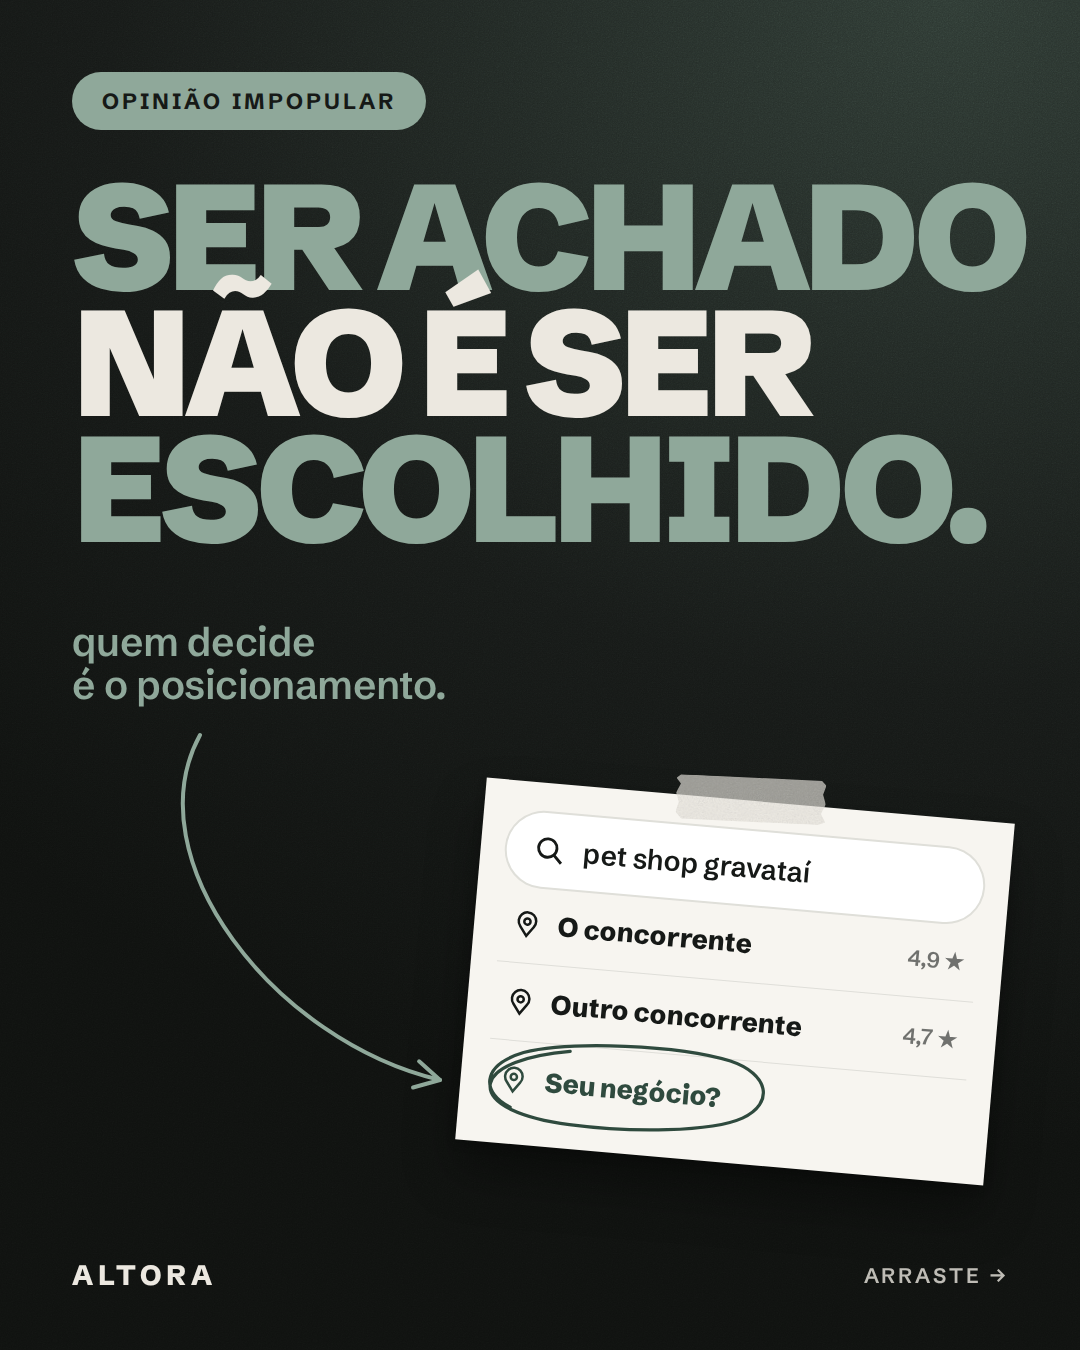 OPINIÃO IMPOPULAR
SER ACHADO
NÃO É SER
ESCOLHIDO.
quem decide
é o posicionamento.
pet shop gravataí
O concorrente 4,9 ★
Outro concorrente 4,7 ★
Seu negócio?
ALTORA
ARRASTE →